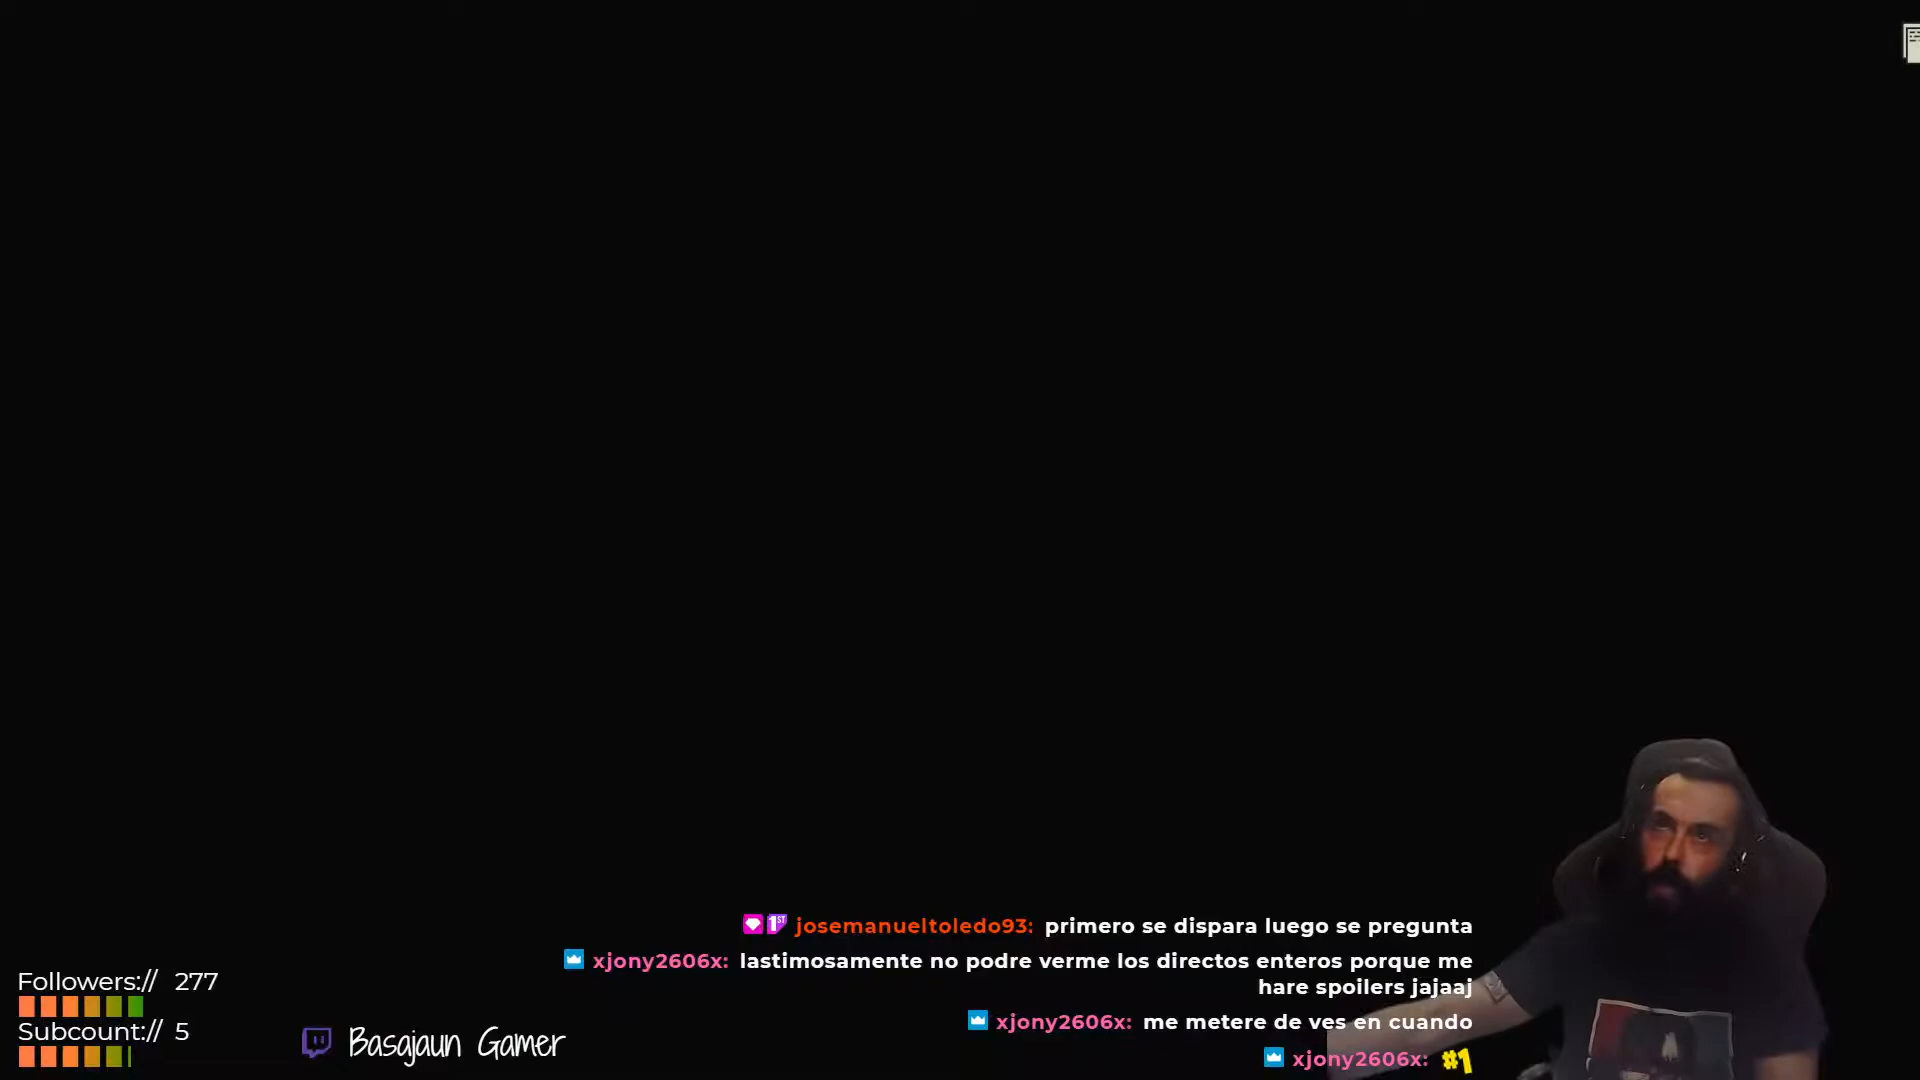 josemanueltoledo93: primero se dispara luego se pregunta
xjony2606x: lastimosamente no podre verme los directos enteros porque me
hare spoilers jajaaj
xjony2606x: me metere de ves en cuando
xjony2606x: #1
Followers:// 277
Subcount:// 5
Basajaun Gamer